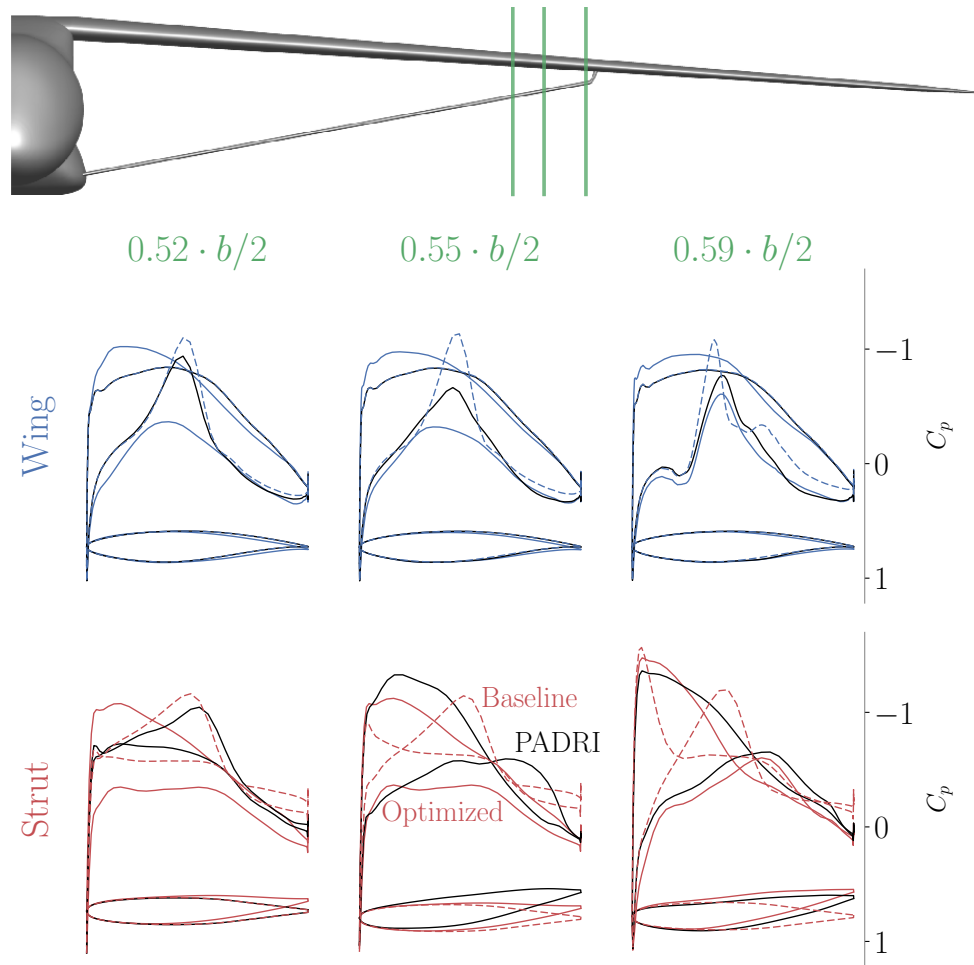 0.52 · b/2 0.55 · b/2 0.59 · b/2
Wing
−1
0
1
C_p
Strut
Baseline
PADRI
Optimized
−1
0
1
C_p